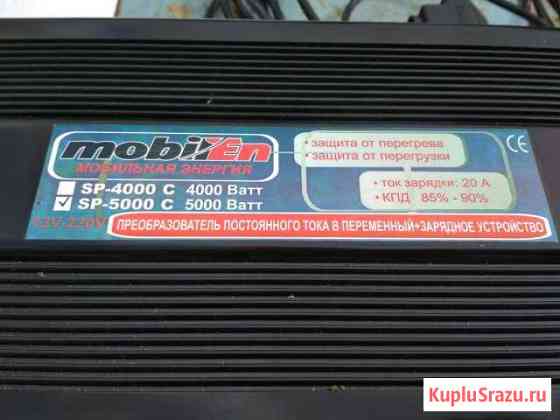 mobilEn
МОБИЛЬНАЯ ЭНЕРГИЯ
SP-4000 С 4000 Ватт
SP-5000 С 5000 Ватт
12V-220V
защита от перегрева
защита от перегрузки
ток зарядки: 20 А
КПД 85% - 90%
CE
ПРЕОБРАЗОВАТЕЛЬ ПОСТОЯННОГО ТОКА В ПЕРЕМЕННЫЙ+ЗАРЯДНОЕ УСТРОЙСТВО
KupluSrazu.ru